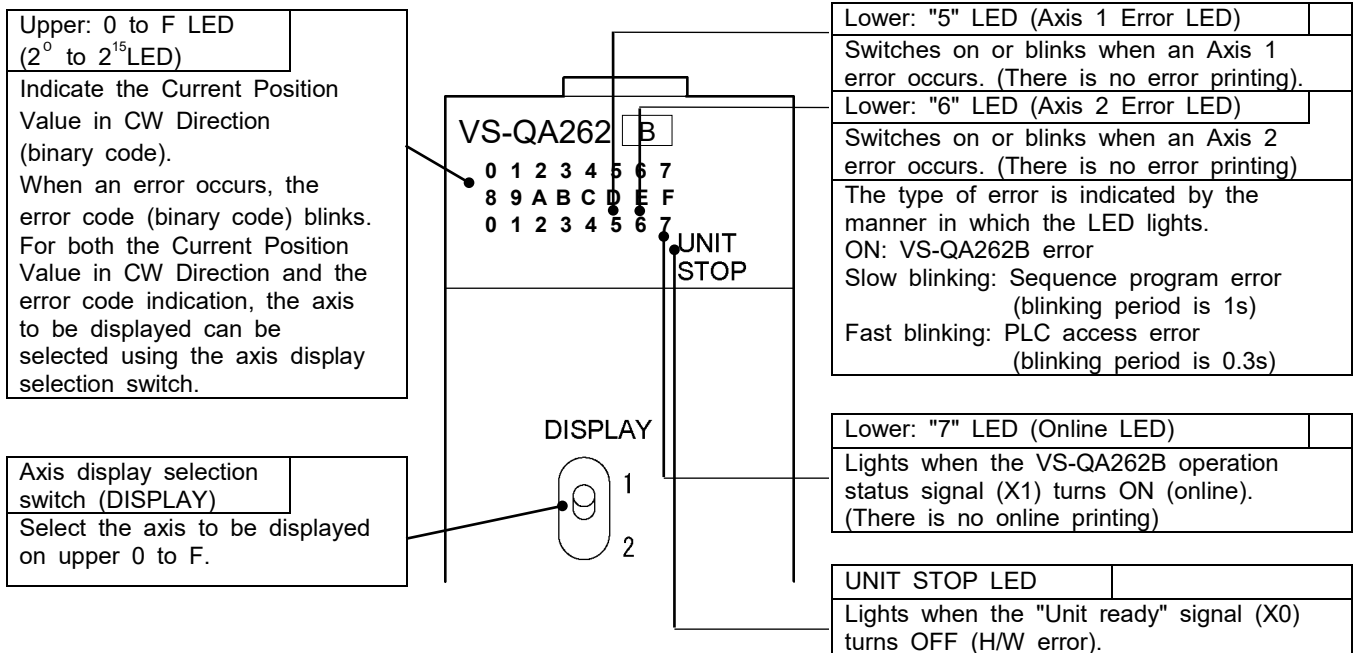 Upper: 0 to F LED
(2^0 to 2^15 LED)
Indicate the Current Position
Value in CW Direction
(binary code).
When an error occurs, the
error code (binary code) blinks.
For both the Current Position
Value in CW Direction and the
error code indication, the axis
to be displayed can be
selected using the axis display
selection switch.
Axis display selection
switch (DISPLAY)
Select the axis to be displayed
on upper 0 to F.
VS-QA262 B
0 1 2 3 4 5 6 7
8 9 A B C D E F
0 1 2 3 4 5 6 7
UNIT
STOP
DISPLAY
1
2
Lower: "5" LED (Axis 1 Error LED)
Switches on or blinks when an Axis 1
error occurs. (There is no error printing).
Lower: "6" LED (Axis 2 Error LED)
Switches on or blinks when an Axis 2
error occurs. (There is no error printing)
The type of error is indicated by the
manner in which the LED lights.
ON: VS-QA262B error
Slow blinking: Sequence program error
(blinking period is 1s)
Fast blinking: PLC access error
(blinking period is 0.3s)
Lower: "7" LED (Online LED)
Lights when the VS-QA262B operation
status signal (X1) turns ON (online).
(There is no online printing)
UNIT STOP LED
Lights when the "Unit ready" signal (X0)
turns OFF (H/W error).